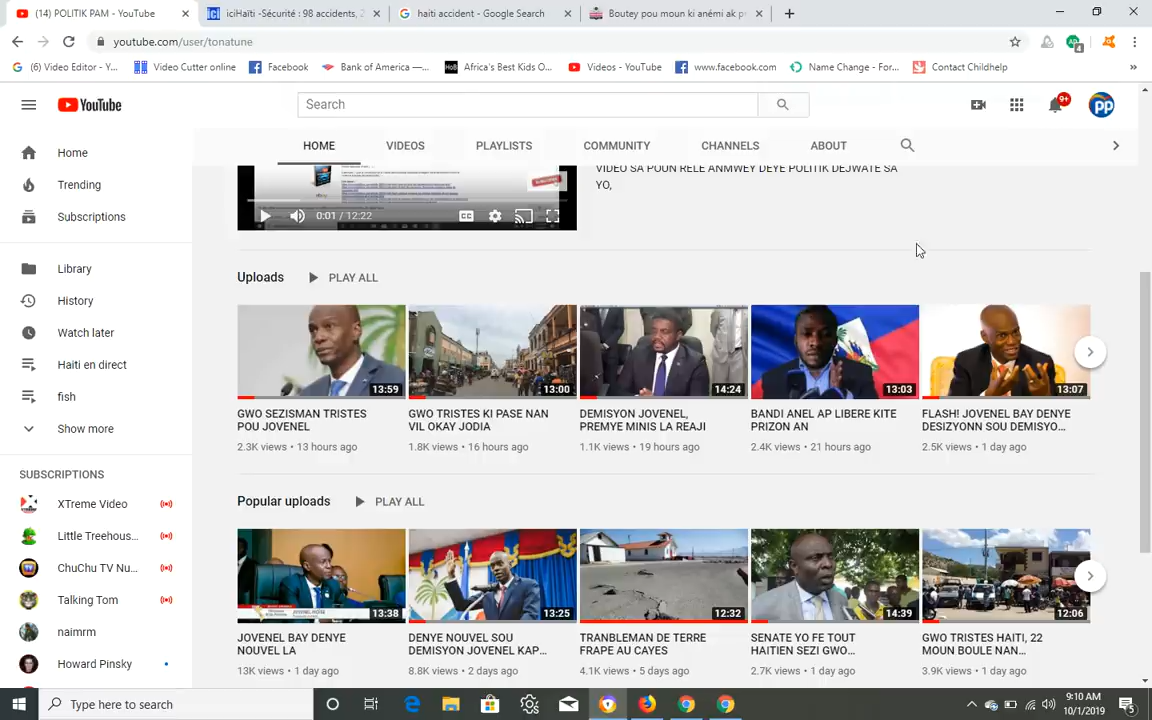 (14) POLITIK PAM - YouTube
iciHaïti -Sécurité : 98 accidents, 2
haiti accident - Google Search
Boutey pou moun ki anémi ak p
youtube.com/user/tonatune
(6) Video Editor - Y...
Video Cutter online
Facebook
Bank of America —...
Africa's Best Kids O...
Videos - YouTube
www.facebook.com
Name Change - For...
Contact Childhelp
YouTube
Search
9+
pp
HOME
VIDEOS
PLAYLISTS
COMMUNITY
CHANNELS
ABOUT
Home
Trending
Subscriptions
Library
History
Watch later
Haiti en direct
fish
Show more
SUBSCRIPTIONS
XTreme Video
Little Treehous...
ChuChu TV Nu...
Talking Tom
naimrm
Howard Pinsky
0:01 / 12:22
CC
VIDEO SA POUN RELE ANMWEY DEYE POLITIK DEJWATE SA
YO,
Uploads
PLAY ALL
13:59
GWO SEZISMAN TRISTES
POU JOVENEL
2.3K views • 13 hours ago
13:00
GWO TRISTES KI PASE NAN
VIL OKAY JODIA
1.8K views • 16 hours ago
14:24
DEMISYON JOVENEL,
PREMYE MINIS LA REAJI
1.1K views • 19 hours ago
13:03
BANDI ANEL AP LIBERE KITE
PRIZON AN
2.4K views • 21 hours ago
13:07
FLASH! JOVENEL BAY DENYE
DESIZYONN SOU DEMISYO...
2.5K views • 1 day ago
Popular uploads
PLAY ALL
13:38
JOVENEL BAY DENYE
NOUVEL LA
13K views • 1 day ago
13:25
DENYE NOUVEL SOU
DEMISYON JOVENEL KAP...
8.8K views • 2 days ago
12:32
TRANBLEMAN DE TERRE
FRAPE AU CAYES
4.1K views • 5 days ago
14:39
SENATE YO FE TOUT
HAITIEN SEZI GWO...
2.7K views • 1 day ago
12:06
GWO TRISTES HAITI, 22
MOUN BOULE NAN...
3.9K views • 1 day ago
Type here to search
9:10 AM
10/1/2019
5